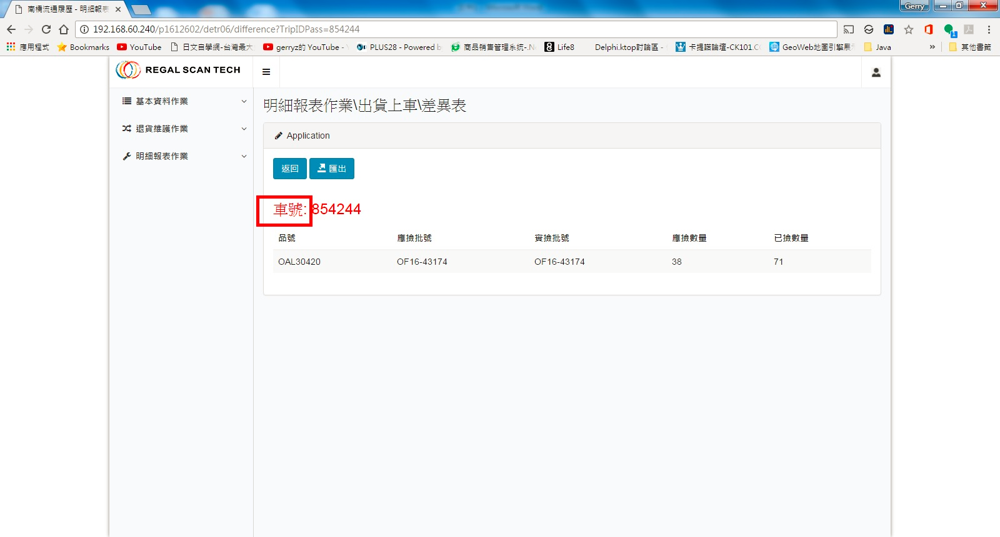 Gerry
南僑流通履歷 - 明細報表
192.168.60.240/p1612602/detr06/difference?TripIDPass=854244
應用程式 Bookmarks YouTube 日文自學網-台灣最大 gerryz的 YouTube - PLUS28 - Powered b 商品销售管理系统-.N Life8 Delphi.ktop討論區 - 卡提諾論壇-CK101.C GeoWeb地圖引擎展 Java » 其他書籤
REGAL SCAN TECH
基本資料作業
退貨維護作業
明細報表作業
明細報表作業\出貨上車\差異表
Application
返回 匯出
車號: 854244
品號 應撿批號 實撿批號 應撿數量 已撿數量
OAL30420 OF16-43174 OF16-43174 38 71